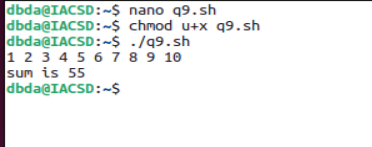 dbda@IACSD:~$ nano q9.sh
dbda@IACSD:~$ chmod u+x q9.sh
dbda@IACSD:~$ ./q9.sh
1 2 3 4 5 6 7 8 9 10
sum is 55
dbda@IACSD:~$